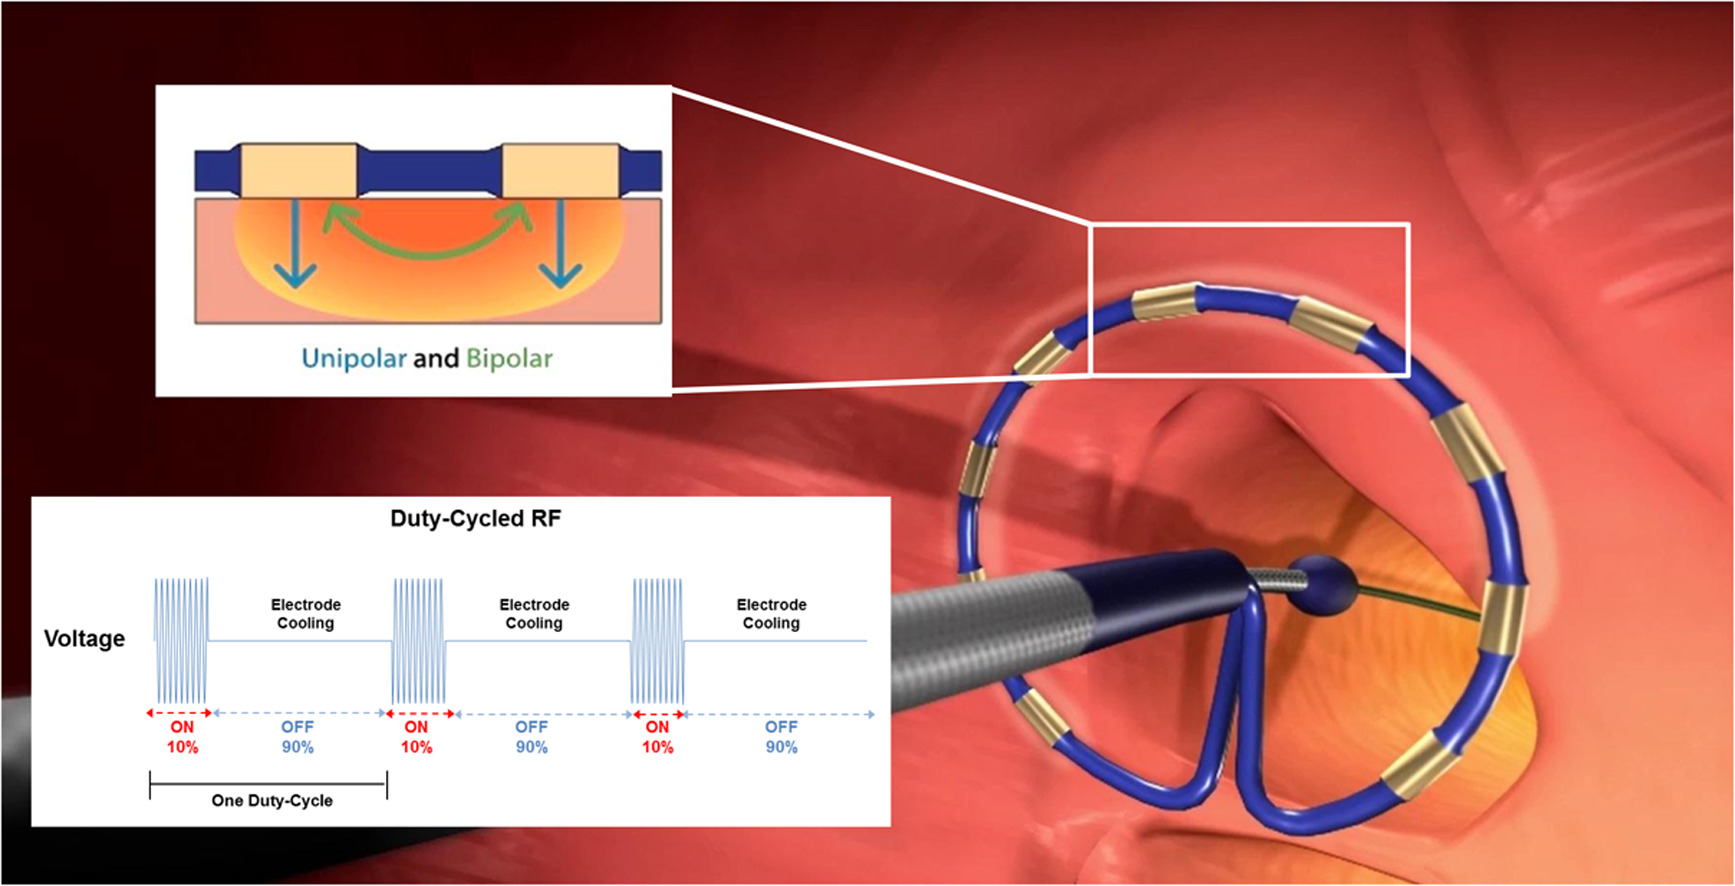 Unipolar and Bipolar
Duty-Cycled RF
Voltage
Electrode
Cooling
Electrode
Cooling
Electrode
Cooling
ON
10%
OFF
90%
ON
10%
OFF
90%
ON
10%
OFF
90%
One Duty-Cycle